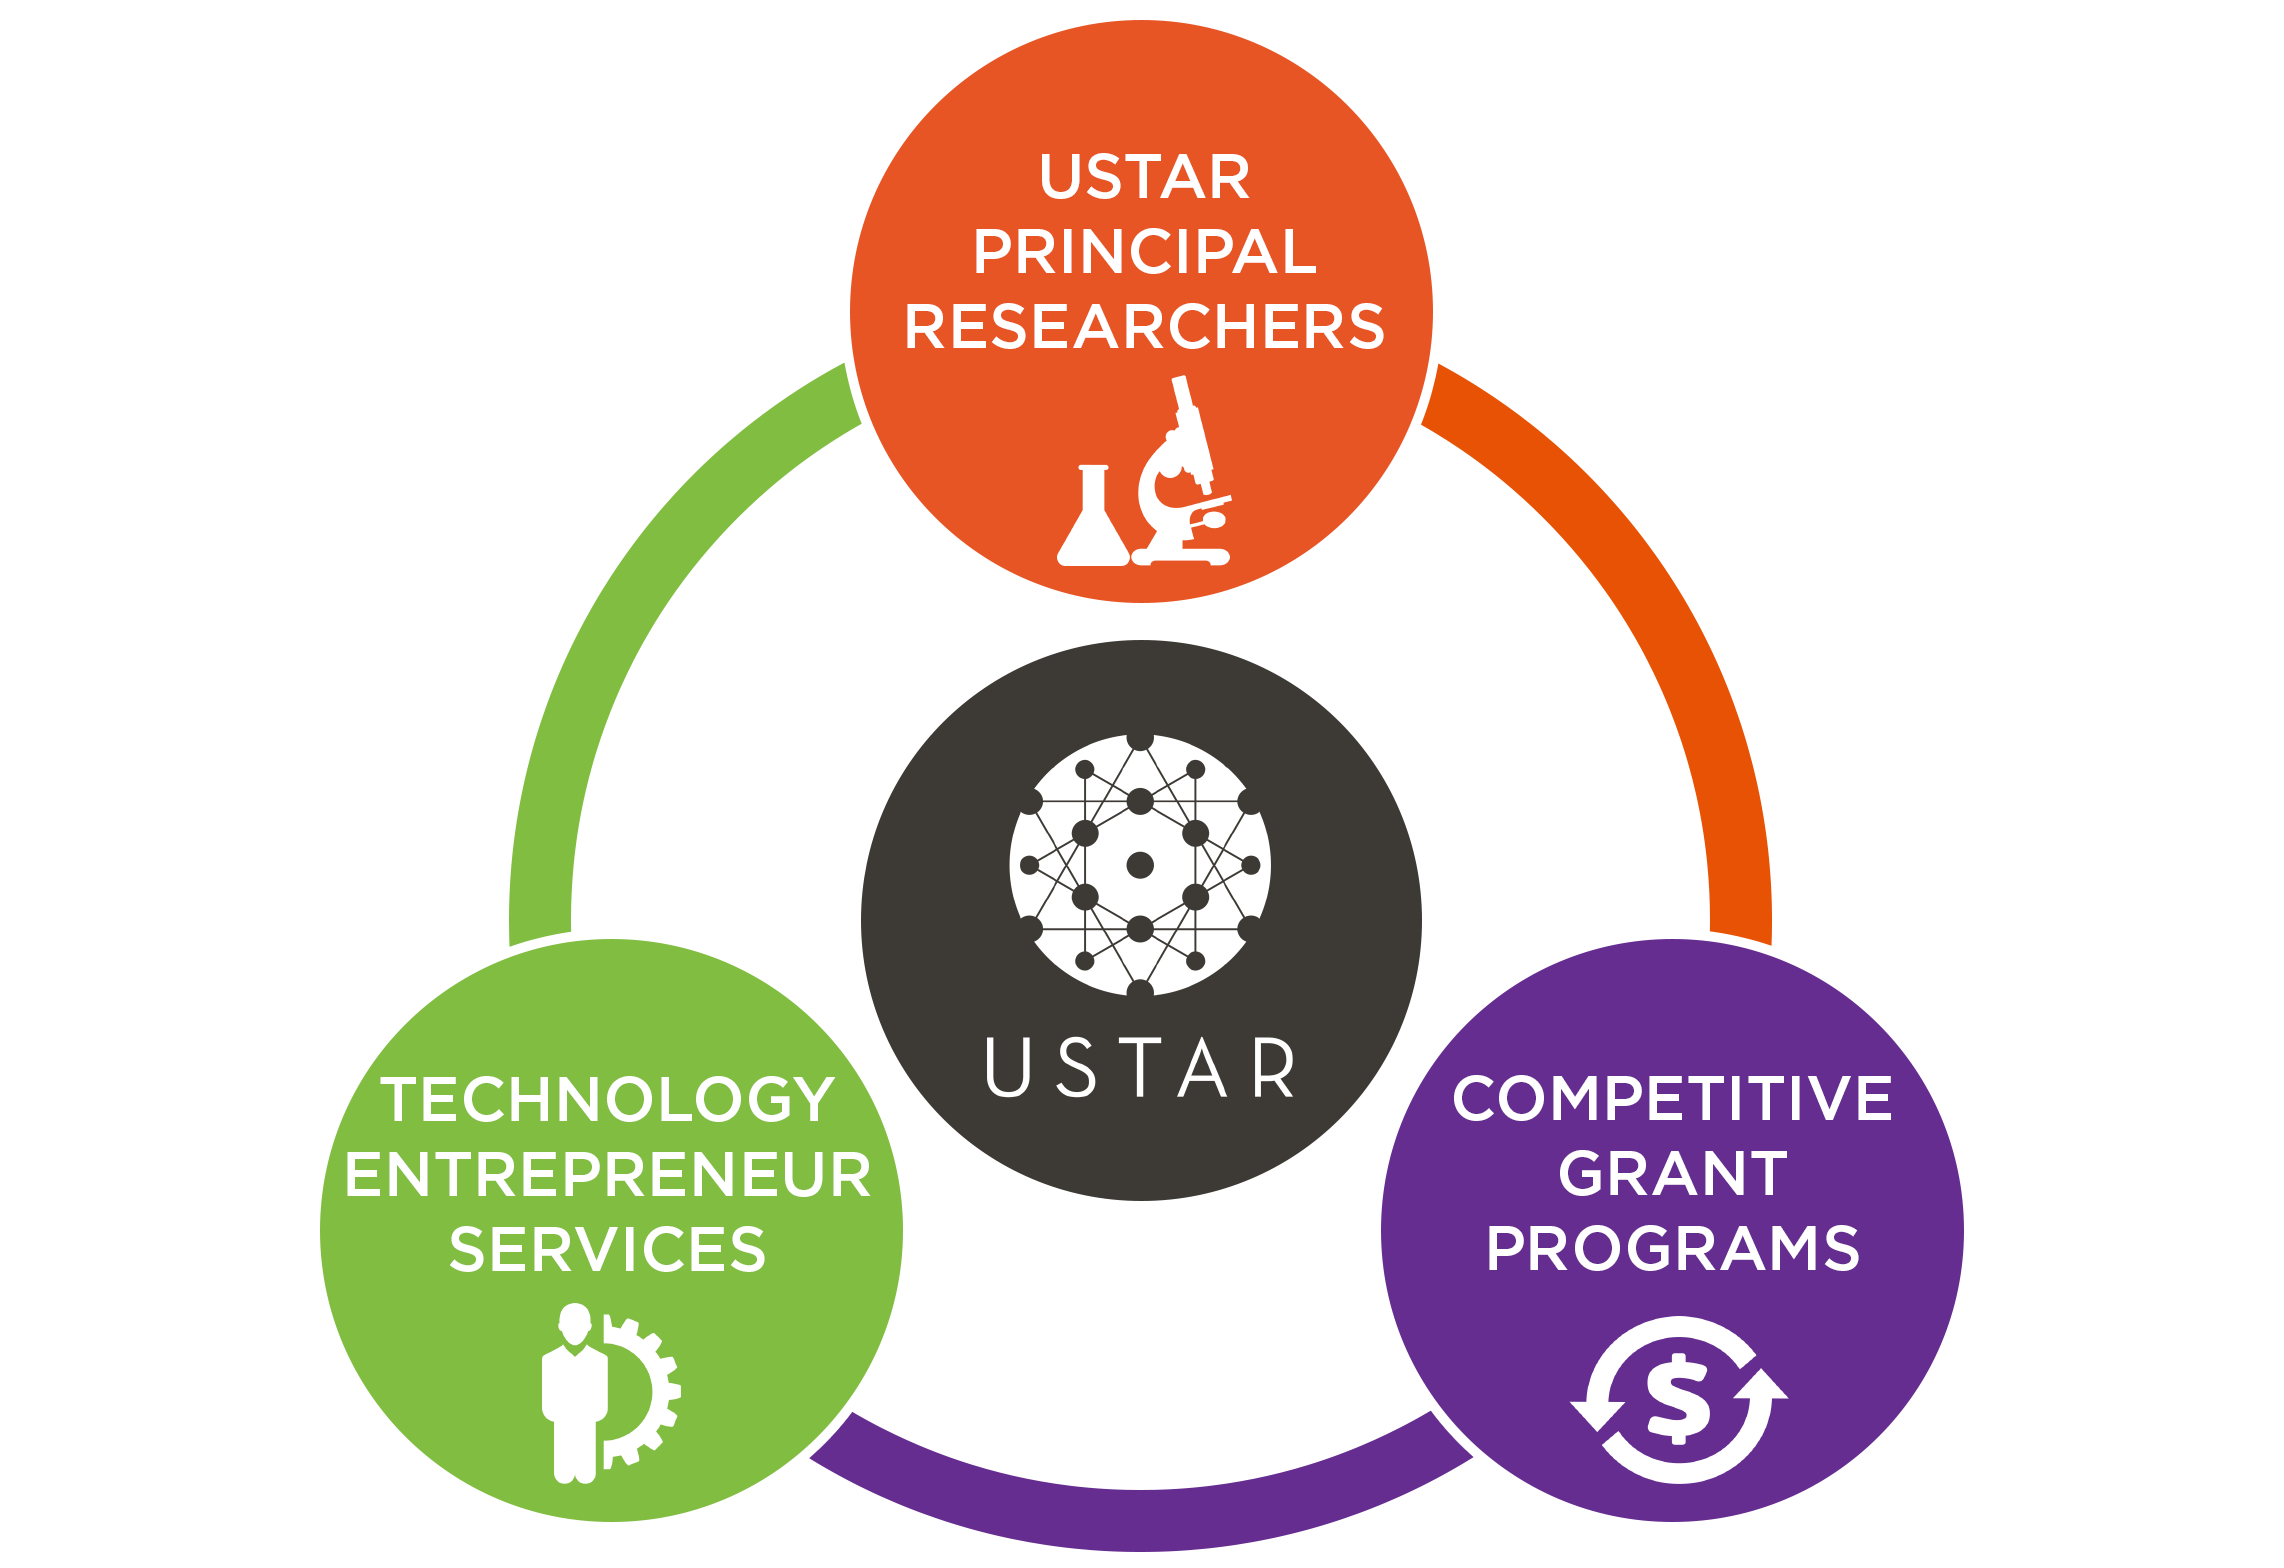 USTAR
PRINCIPAL
RESEARCHERS
USTAR
TECHNOLOGY
ENTREPRENEUR
SERVICES
COMPETITIVE
GRANT
PROGRAMS
$